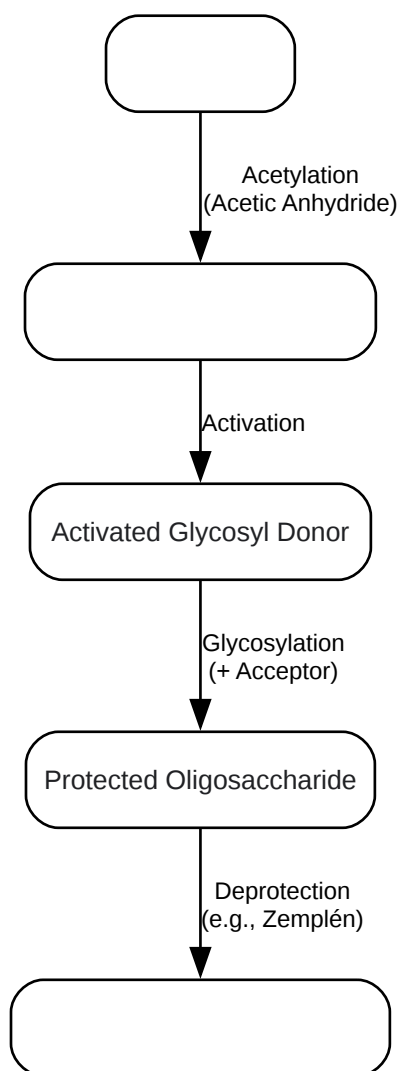 Acetylation
(Acetic Anhydride)
Activation
Activated Glycosyl Donor
Glycosylation
(+ Acceptor)
Protected Oligosaccharide
Deprotection
(e.g., Zemplén)